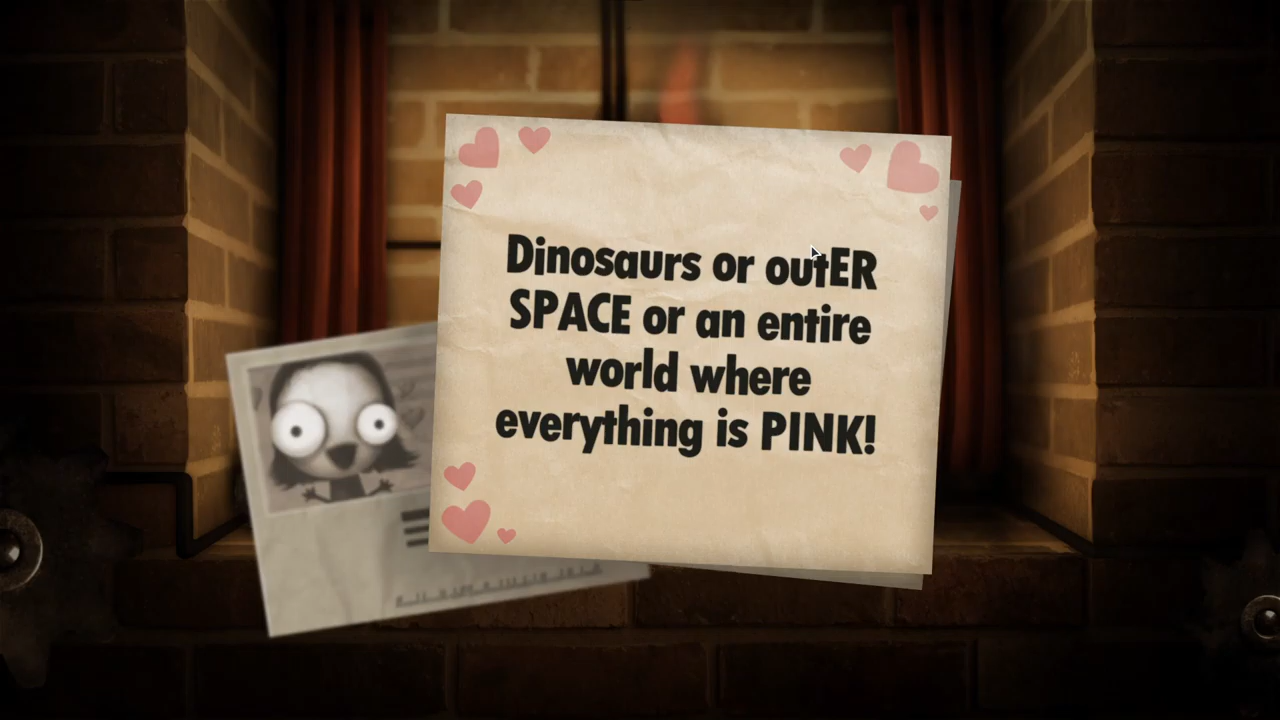 Dinosaurs or outER
SPACE or an entire
world where
everything is PINK!